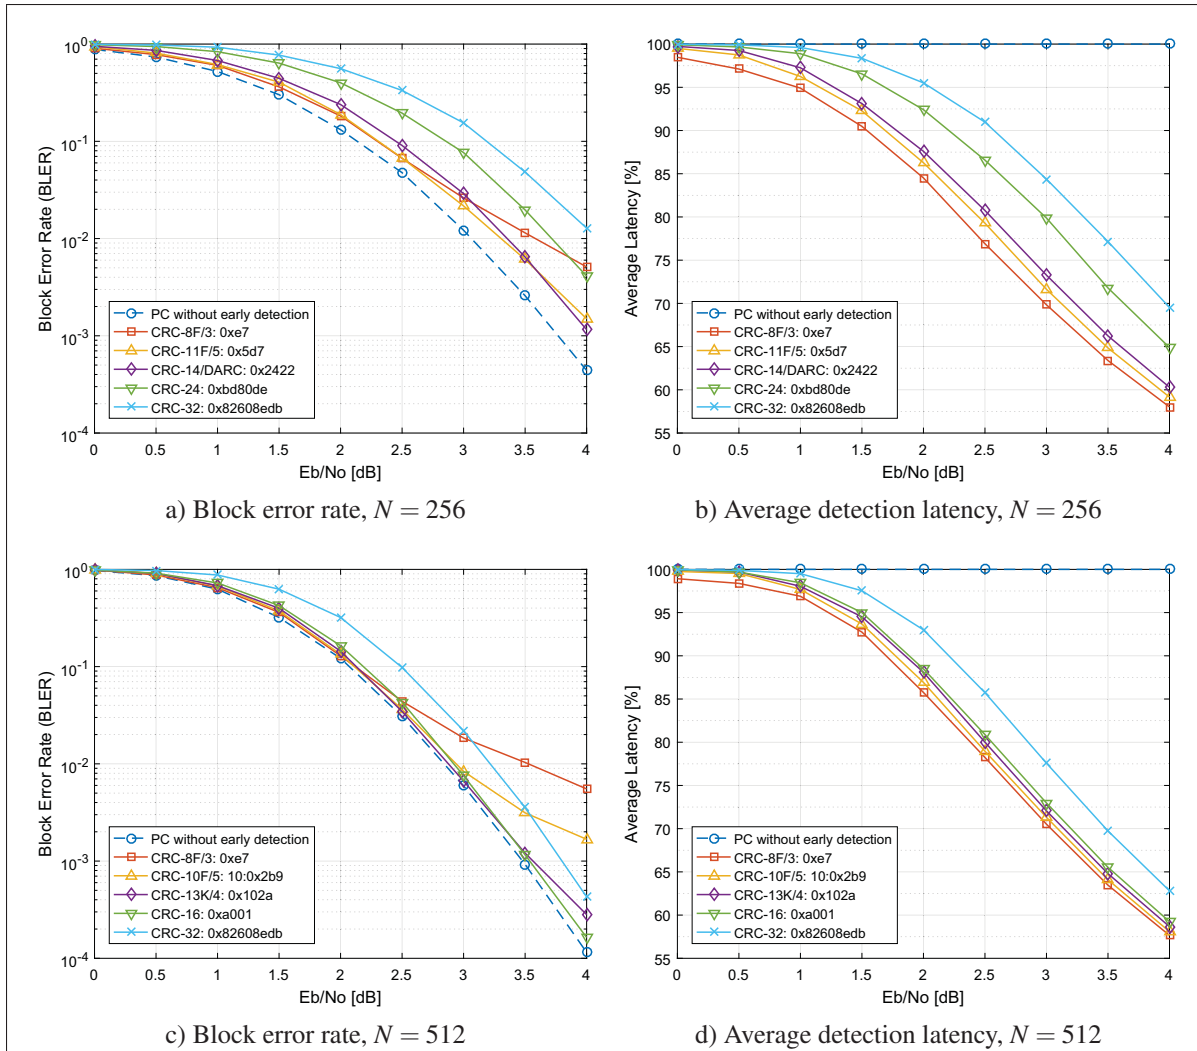 10^0
10^-1
10^-2
10^-3
10^-4
Block Error Rate (BLER)
PC without early detection
CRC-8F/3: 0xe7
CRC-11F/5: 0x5d7
CRC-14/DARC: 0x2422
CRC-24: 0xbd80de
CRC-32: 0x82608edb
0 0.5 1 1.5 2 2.5 3 3.5 4
Eb/No [dB]
a) Block error rate, N = 256
100
95
90
85
80
75
70
65
60
55
Average Latency [%]
PC without early detection
CRC-8F/3: 0xe7
CRC-11F/5: 0x5d7
CRC-14/DARC: 0x2422
CRC-24: 0xbd80de
CRC-32: 0x82608edb
0 0.5 1 1.5 2 2.5 3 3.5 4
Eb/No [dB]
b) Average detection latency, N = 256
10^0
10^-1
10^-2
10^-3
10^-4
Block Error Rate (BLER)
PC without early detection
CRC-8F/3: 0xe7
CRC-10F/5: 10:0x2b9
CRC-13K/4: 0x102a
CRC-16: 0xa001
CRC-32: 0x82608edb
0 0.5 1 1.5 2 2.5 3 3.5 4
Eb/No [dB]
c) Block error rate, N = 512
100
95
90
85
80
75
70
65
60
55
Average Latency [%]
PC without early detection
CRC-8F/3: 0xe7
CRC-10F/5: 10:0x2b9
CRC-13K/4: 0x102a
CRC-16: 0xa001
CRC-32: 0x82608edb
0 0.5 1 1.5 2 2.5 3 3.5 4
Eb/No [dB]
d) Average detection latency, N = 512